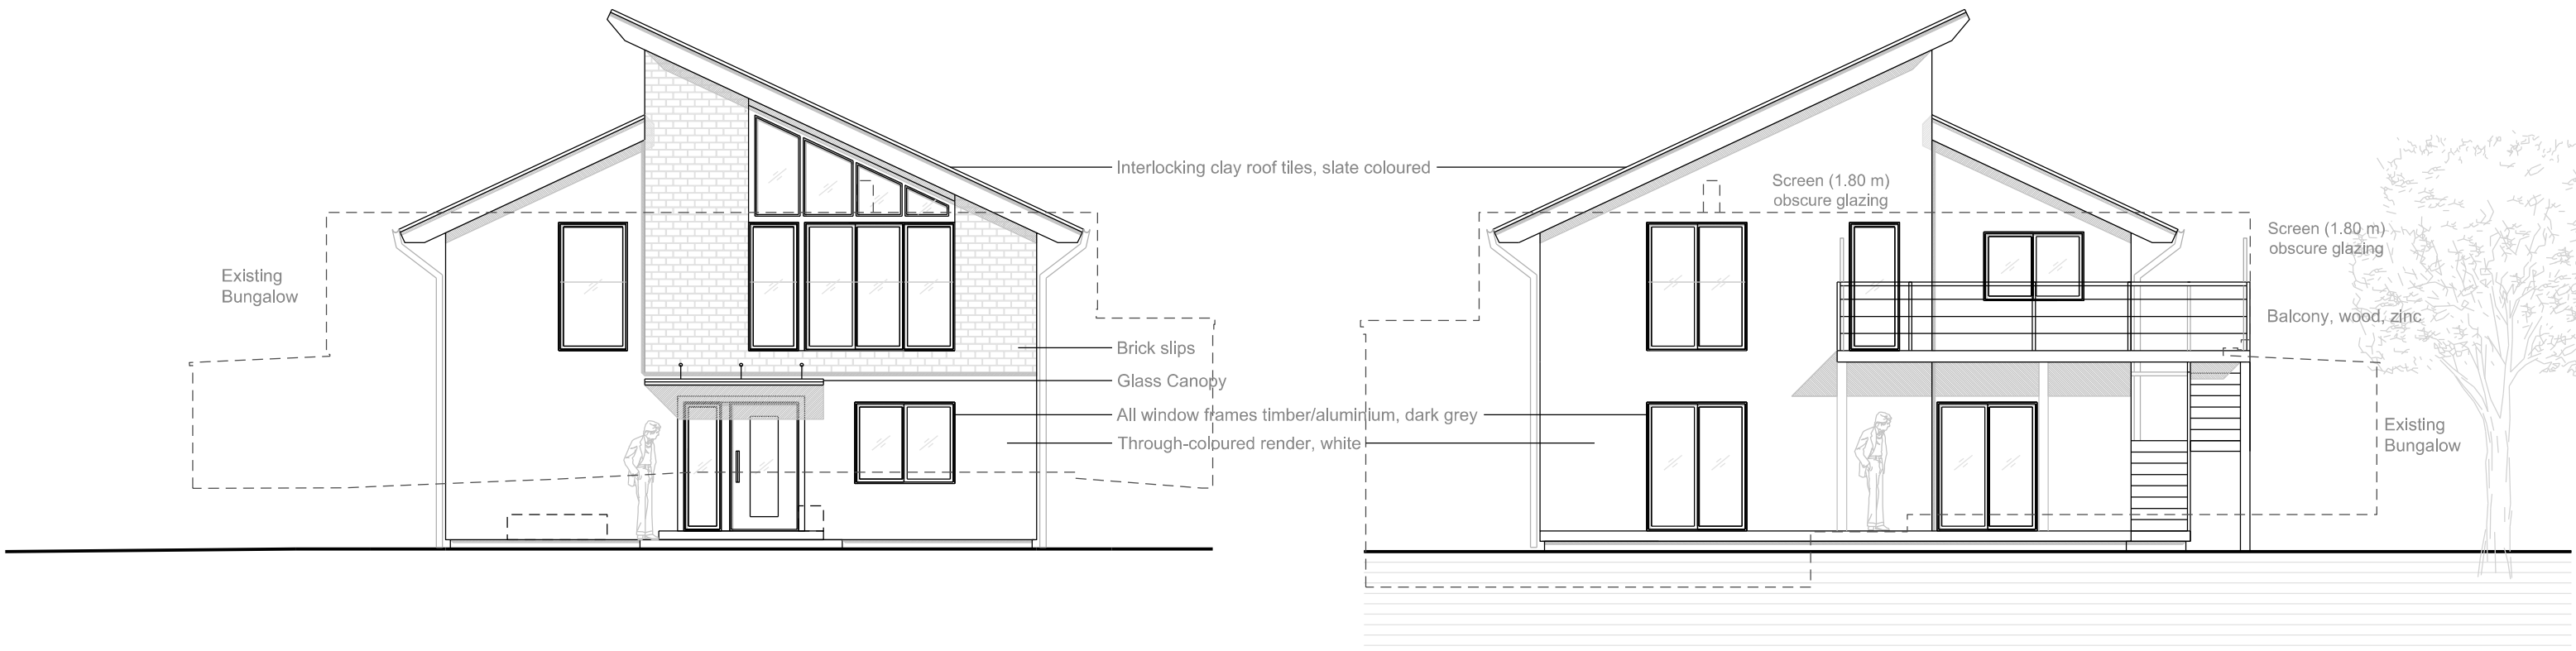 Interlocking clay roof tiles, slate coloured
Screen (1.80 m)
obscure glazing
Screen (1.80 m)
obscure glazing
Existing
Bungalow
Balcony, wood, zinc
Brick slips
Glass Canopy
All window frames timber/aluminium, dark grey
Through-coloured render, white
Existing
Bungalow